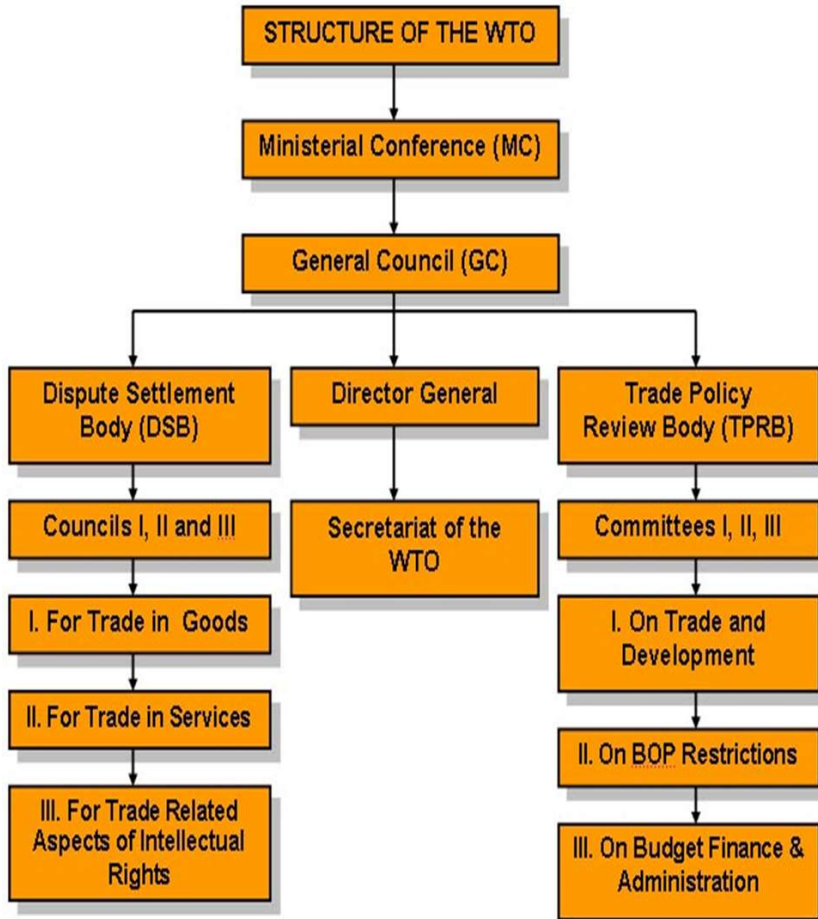 STRUCTURE OF THE WTO
Ministerial Conference (MC)
General Council (GC)
Dispute Settlement
Body (DSB)
Director General
Trade Policy
Review Body (TPRB)
Councils I, II and III
Secretariat of the
WTO
Committees I, II, III
I. For Trade in Goods
I. On Trade and
Development
II. For Trade in Services
II. On BOP Restrictions
III. For Trade Related
Aspects of Intellectual
Rights
III. On Budget Finance &
Administration